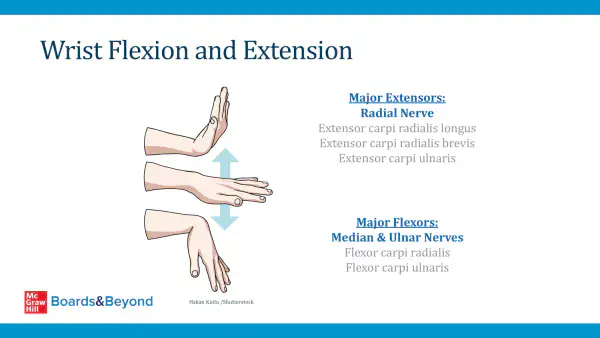 Wrist Flexion and Extension
Major Extensors:
Radial Nerve
Extensor carpi radialis longus
Extensor carpi radialis brevis
Extensor carpi ulnaris
Major Flexors:
Median & Ulnar Nerves
Flexor carpi radialis
Flexor carpi ulnaris
Mc
Graw
Hill
Boards&Beyond
Hakan Kutlu /Shutterstock